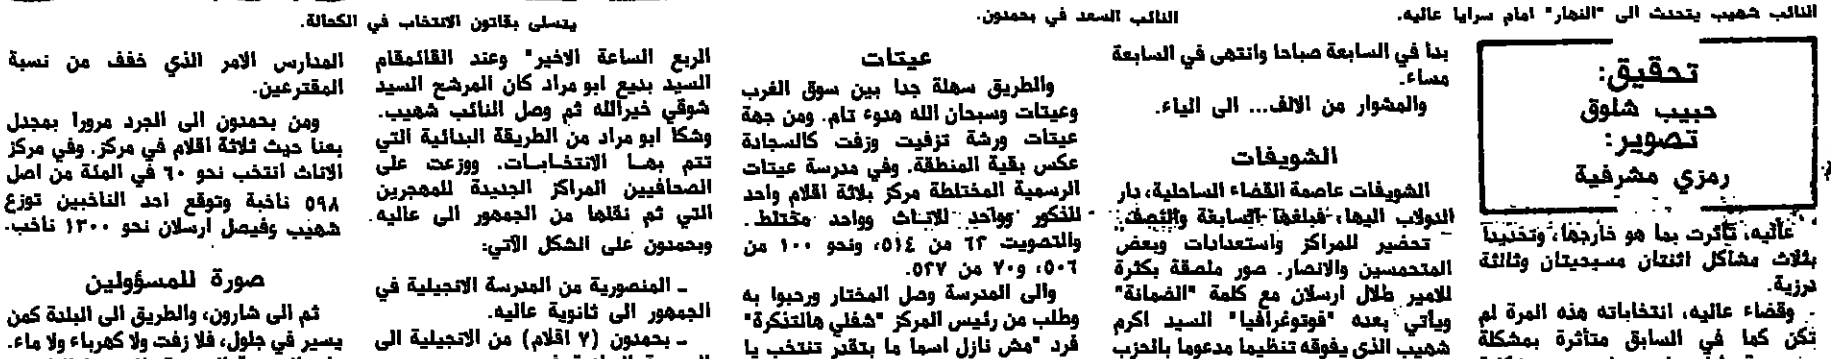 النائب شهيب يتحدث الى "النهار" امام سرايا عاليه.
النائب السعد في بحمدون.
يتسلى بقانون الانتخاب في الكحالة.
تحقيق:
حبيب شلوق
تصوير:
رمزي مشرفية
عاليه، تأثرت بما هو خارجها، وتحديدا
بثلاث مشاكل اثنتان مسيحيتان وثالثة
درزية.
وقضاء عاليه، انتخاباته هذه المرة لم
تكن كما في السابق متأثرة بمشكلة
بدأ في السابعة صباحا وانتهى في السابعة
مساء.
والمشوار من الالف... الى الياء.
الشويفات
الشويفات عاصمة القضاء الساحلية، دار
الدولاب اليها، فبلغها السابعة والنصف.
تحضير للمراكز واستعدادات وبعض
المتحمسين والانصار. صور ملصقة بكثرة
للامير طلال ارسلان مع كلمة "الضمانة"
ويأتي بعده "فوتوغرافيا" السيد اكرم
شهيب الذي يفوقه تنظيما مدعوما بالحزب
عيتات
والطريق سهلة جدا بين سوق الغرب
وعيتات وسبحان الله هدوء تام. ومن جهة
عيتات ورشة تزفيت وزفت كالسجادة
عكس بقية المنطقة. وفي مدرسة عيتات
الرسمية المختلطة مركز بثلاثة اقلام واحد
للذكور وواحد للاناث وواحد مختلط.
والتصويت ٦٣ من ٥١٤، ونحو ١٠٠ من
٥٠٦، و٧٠ من ٥٢٧.
والى المدرسة وصل المختار ورحبوا به
وطلب من رئيس المركز "شغلي هالتذكرة"
فرد "مش نازل اسما ما بتقدر تنتخب يا
الربع الساعة الاخير" وعند القائمقام
السيد بديع ابو مراد كان المرشح السيد
شوقي خيرالله ثم وصل النائب شهيب.
وشكا ابو مراد من الطريقة البدائية التي
تتم بها الانتخابات. ووزعت على
الصحافيين المراكز الجديدة للمهجرين
التي تم نقلها من الجمهور الى عاليه
وبحمدون على الشكل الآتي:
ـ المنصورية من المدرسة الانجيلية في
الجمهور الى ثانوية عاليه.
ـ بحمدون (٧ اقلام) من الانجيلية الى
المدارس الامر الذي خفف من نسبة
المقترعين.
ومن بحمدون الى الجرد مرورا بمجدل
بعنا حيث ثلاثة اقلام في مركز. وفي مركز
الاناث انتخب نحو ٦٠ في المئة من اصل
٥٩٨ ناخبة وتوقع احد الناخبين توزع
شهيب وفيصل ارسلان نحو ١٣٠٠ ناخب.
صورة للمسؤولين
ثم الى شارون، والطريق الى البلدة كمن
يسير في جلول، فلا زفت ولا كهرباء ولا ماء.